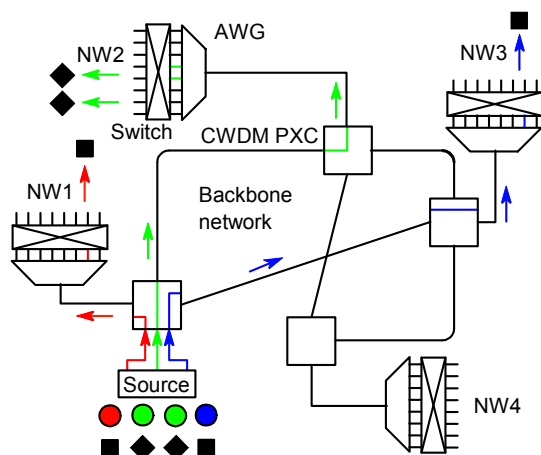 AWG
NW2
NW3
Switch
CWDM PXC
NW1
Backbone
network
Source
NW4